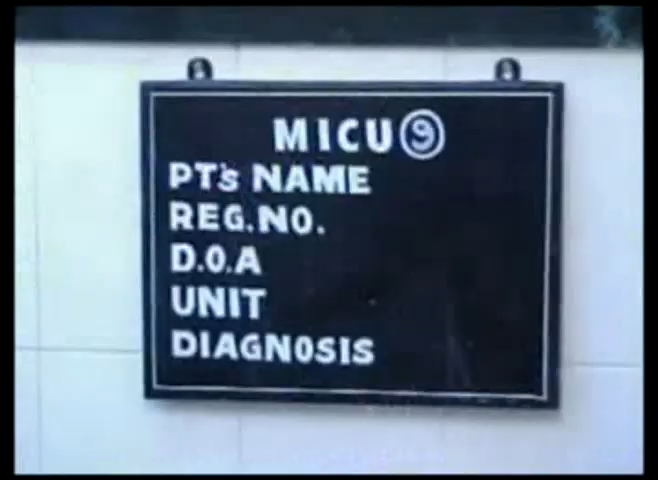 MICU 9
PT's NAME
REG.NO.
D.O.A
UNIT
DIAGNOSIS